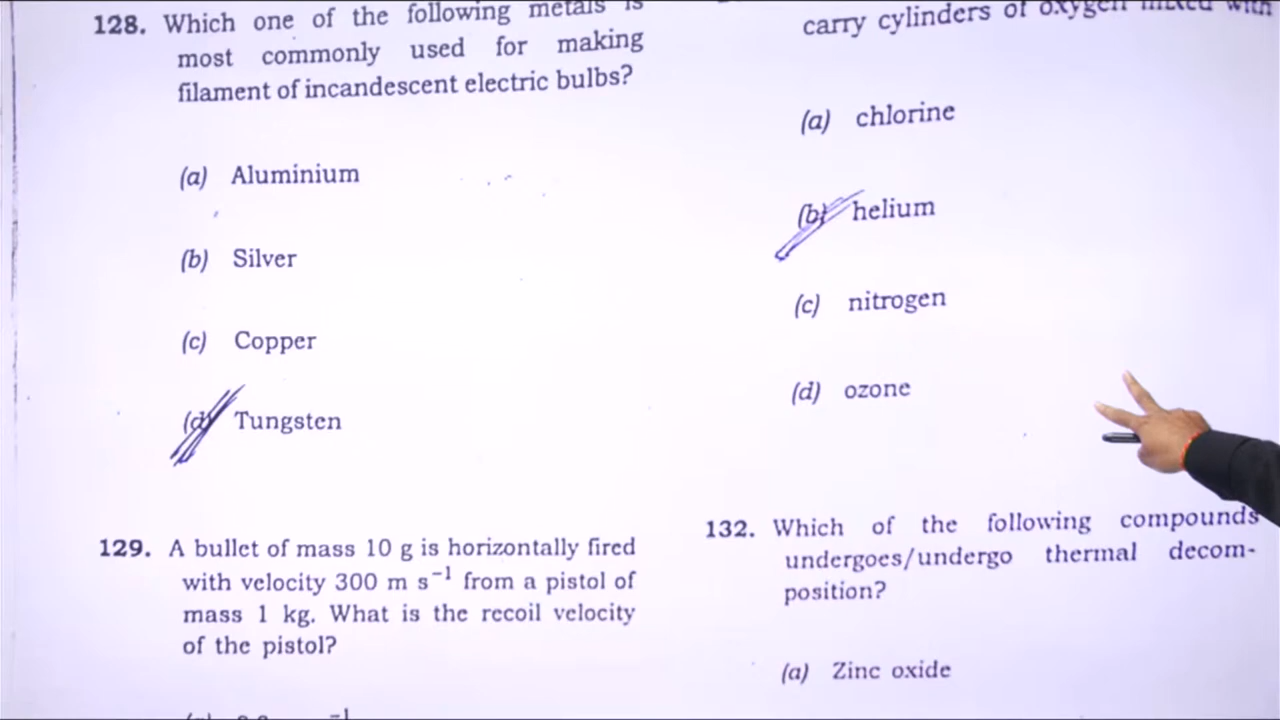 128. Which one of the following metals is
most commonly used for making
filament of incandescent electric bulbs?
(a) Aluminium
(b) Silver
(c) Copper
(d) Tungsten
129. A bullet of mass 10 g is horizontally fired
with velocity 300 m s⁻¹ from a pistol of
mass 1 kg. What is the recoil velocity
of the pistol?
carry cylinders of oxygen mixed with
(a) chlorine
(b) helium
(c) nitrogen
(d) ozone
132. Which of the following compounds
undergoes/undergo thermal decom-
position?
(a) Zinc oxide